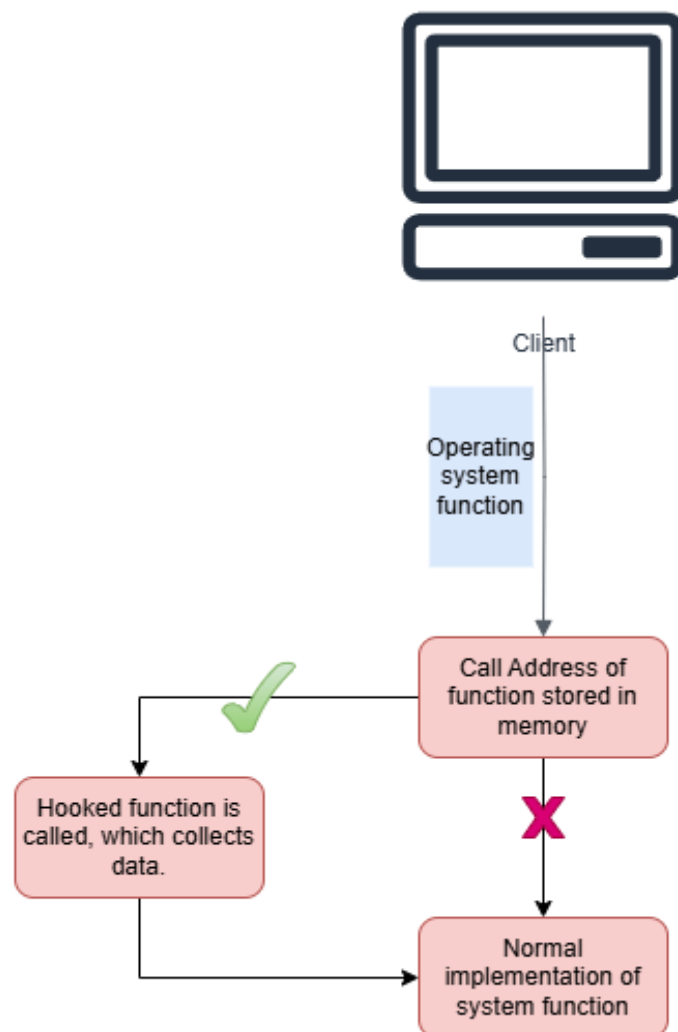 Client
Operating
system
function
Call Address of
function stored in
memory
Hooked function is
called, which collects
data.
Normal
implementation of
system function